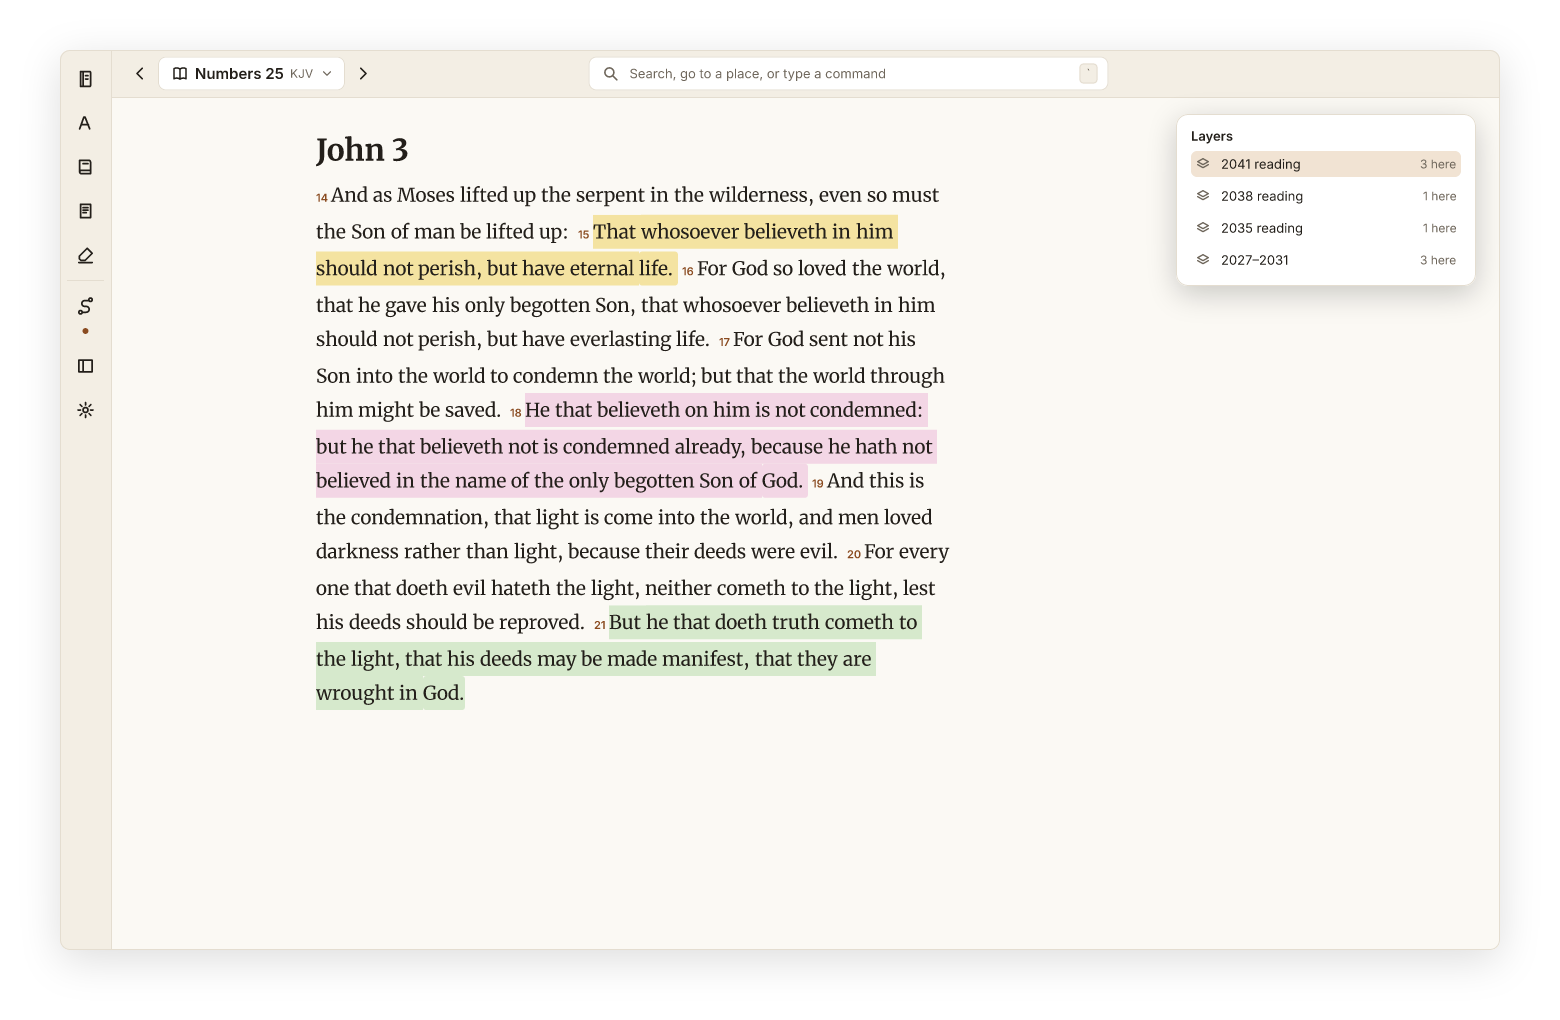 Numbers 25 KJV
Search, go to a place, or type a command
John 3
14 And as Moses lifted up the serpent in the wilderness, even so must
the Son of man be lifted up: 15 That whosoever believeth in him
should not perish, but have eternal life. 16 For God so loved the world,
that he gave his only begotten Son, that whosoever believeth in him
should not perish, but have everlasting life. 17 For God sent not his
Son into the world to condemn the world; but that the world through
him might be saved. 18 He that believeth on him is not condemned:
but he that believeth not is condemned already, because he hath not
believed in the name of the only begotten Son of God. 19 And this is
the condemnation, that light is come into the world, and men loved
darkness rather than light, because their deeds were evil. 20 For every
one that doeth evil hateth the light, neither cometh to the light, lest
his deeds should be reproved. 21 But he that doeth truth cometh to
the light, that his deeds may be made manifest, that they are
wrought in God.
Layers
2041 reading 3 here
2038 reading 1 here
2035 reading 1 here
2027–2031 3 here